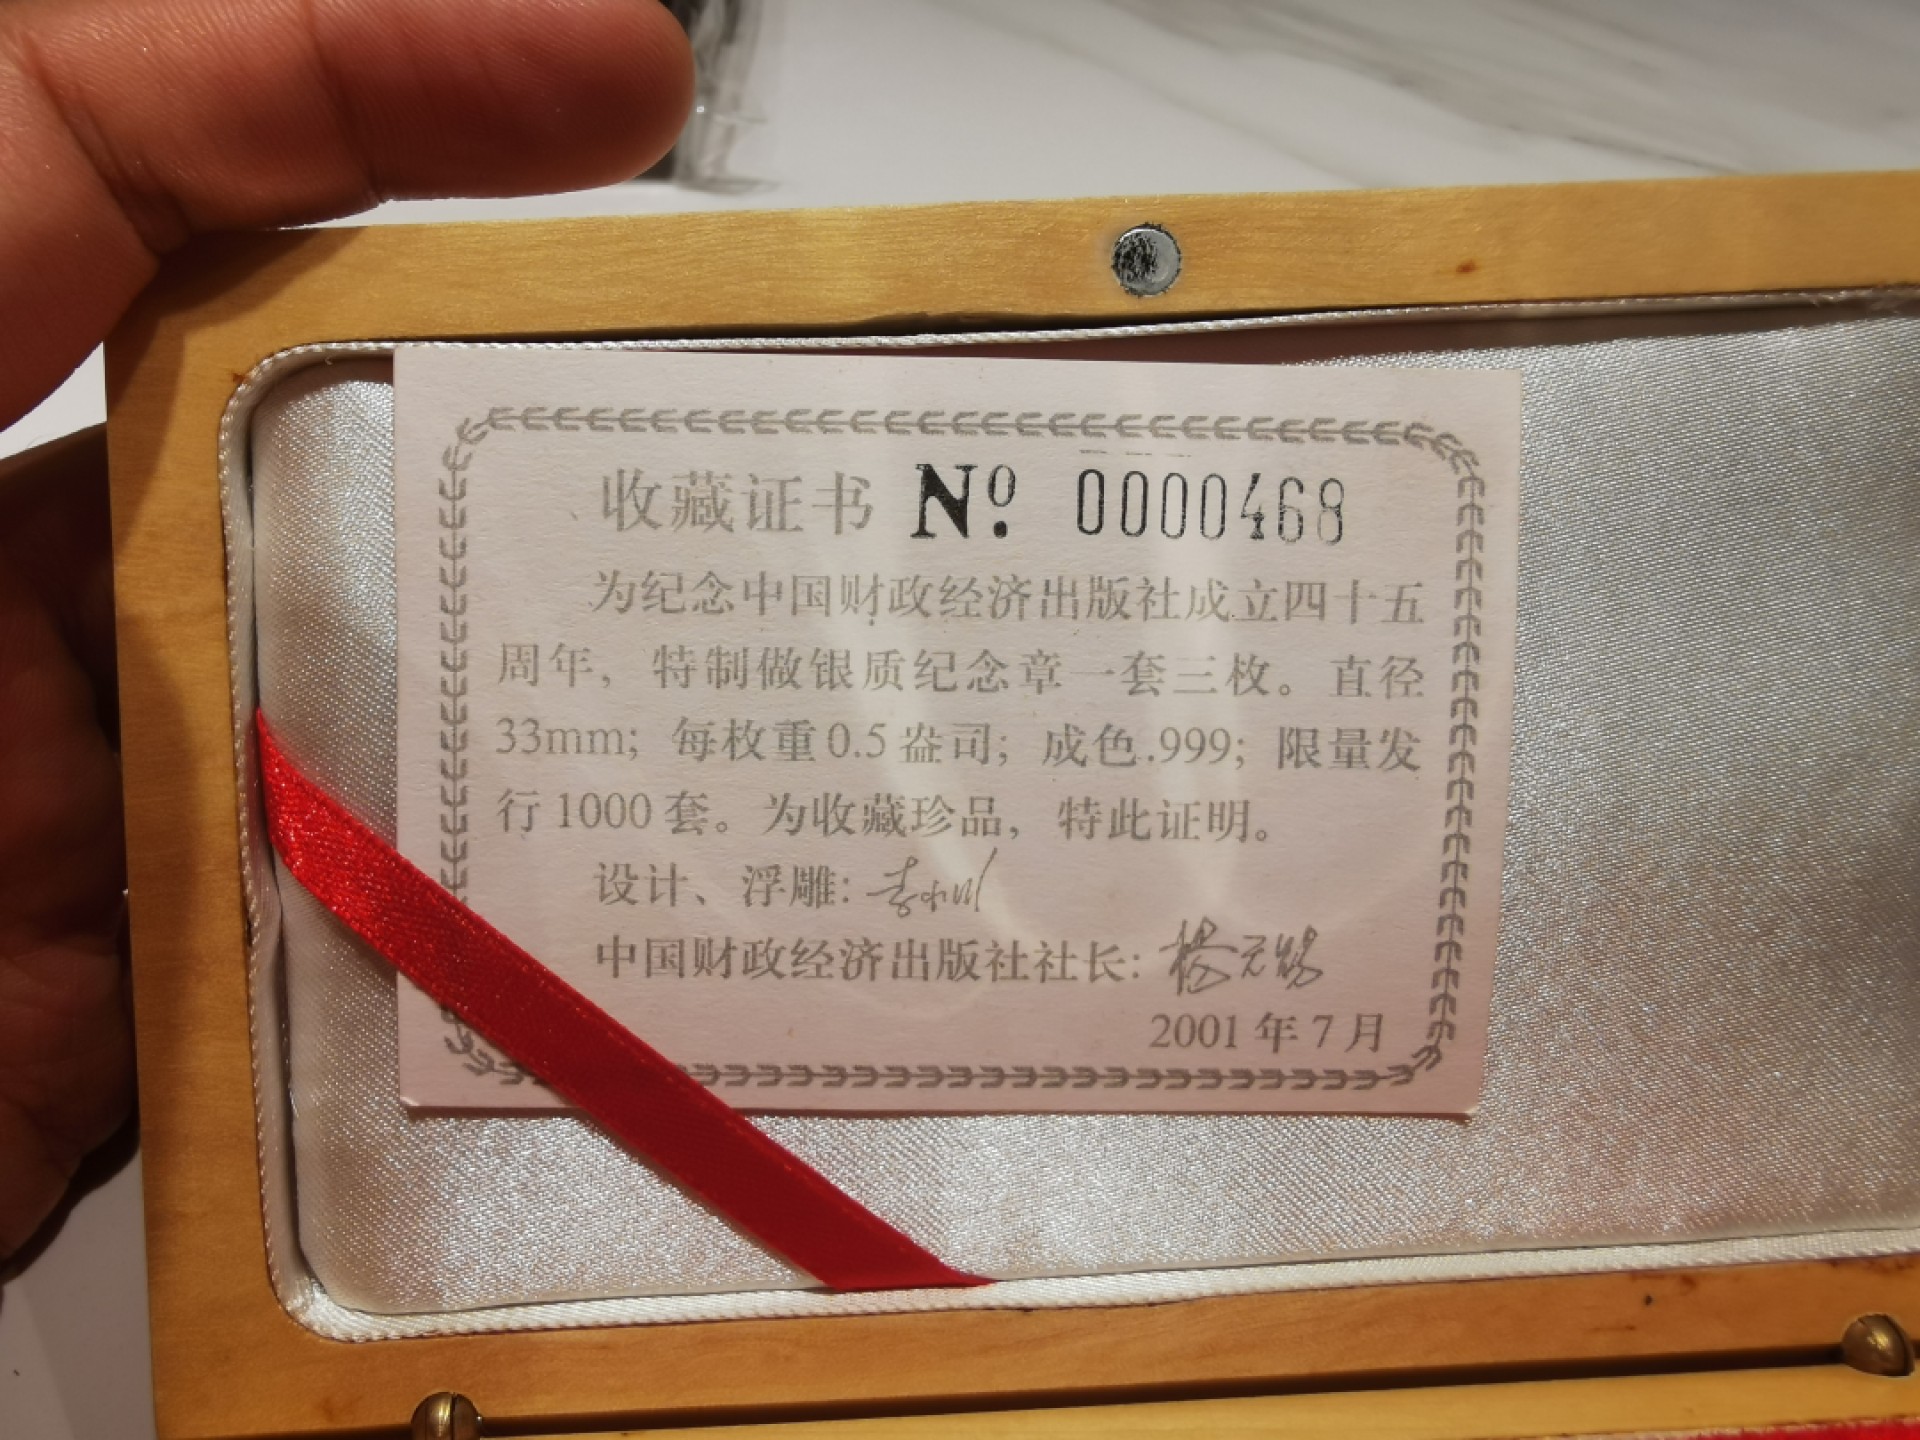 收藏证书 Nº. 0000468
为纪念中国财政经济出版社成立四十五
周年，特制做银质纪念章一套三枚。直径
33mm；每枚重0.5盎司；成色.999；限量发
行1000套。为收藏珍品，特此证明。
设计、浮雕：
中国财政经济出版社社长：
2001年7月